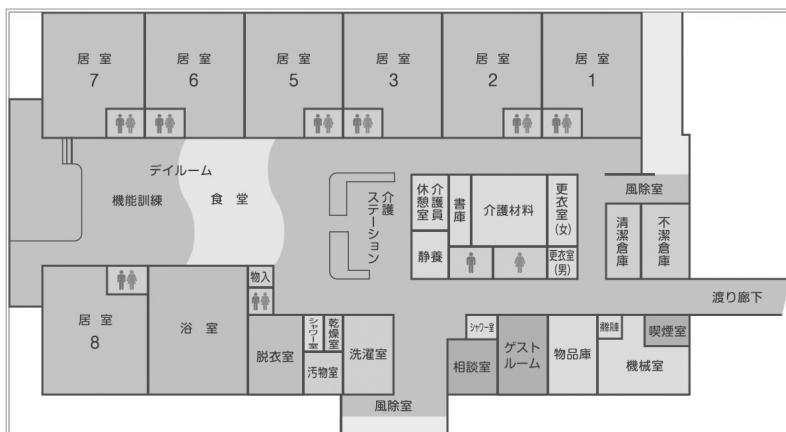 居室
7
居室
6
居室
5
居室
3
居室
2
居室
1
デイルーム
機能訓練
食堂
介護
ステーション
介護員
休憩室
書庫
介護材料
更衣室
(女)
静養
更衣室
(男)
風除室
清潔倉庫
不潔倉庫
渡り廊下
居室
8
浴室
物入
脱衣室
シャワー室
乾燥室
汚物室
洗濯室
風除室
シャワー室
相談室
ゲスト
ルーム
物品庫
喫煙室
機械室